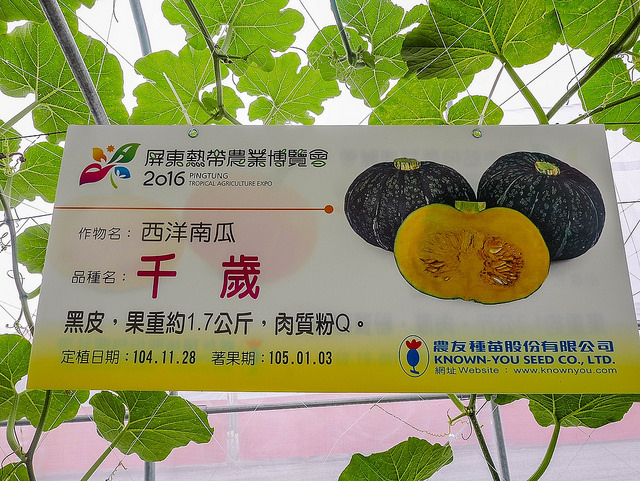 屏東熱帶農業博覽會
2016 PINGTUNG
TROPICAL AGRICULTURE EXPO
作物名：西洋南瓜
品種名：千歲
黑皮，果重約1.7公斤，肉質粉Q。
定植日期：104.11.28 著果期：105.01.03
農友種苗股份有限公司
KNOWN-YOU SEED CO., LTD.
網址 Website：www.knownyou.com